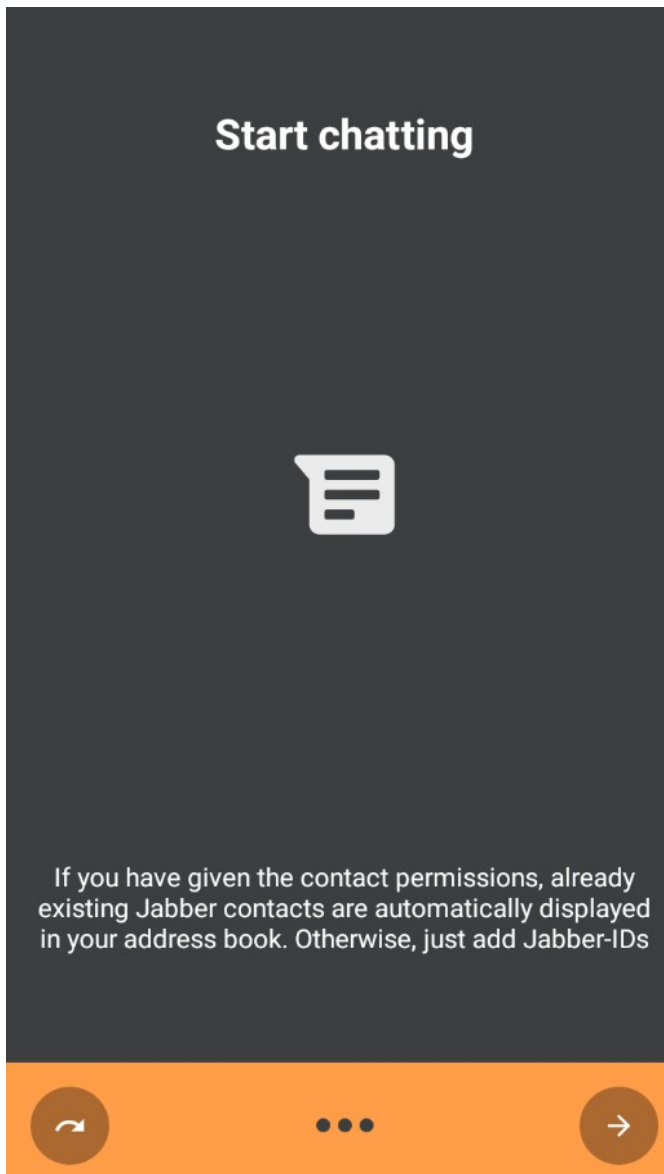 Start chatting
If you have given the contact permissions, already
existing Jabber contacts are automatically displayed
in your address book. Otherwise, just add Jabber-IDs